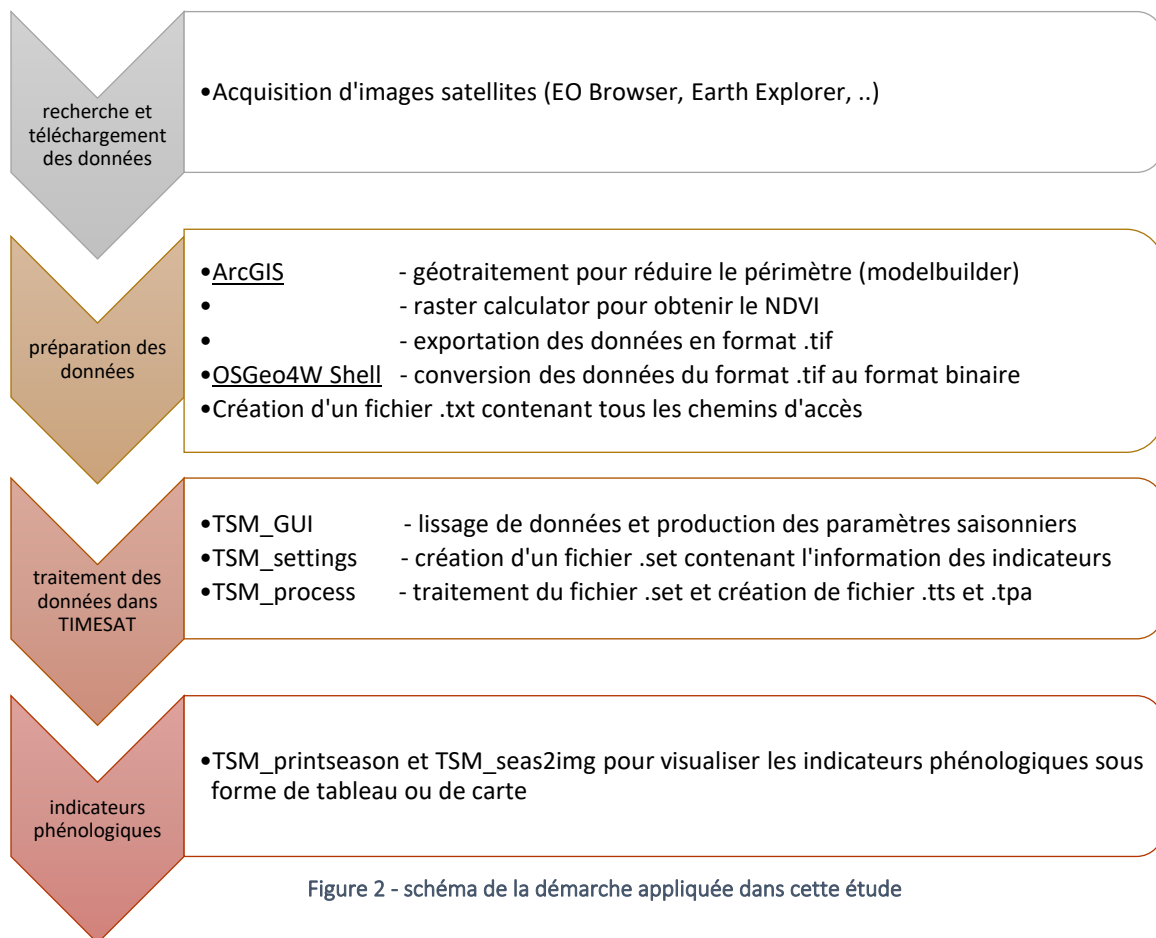 recherche et
téléchargement
des données
•Acquisition d'images satellites (EO Browser, Earth Explorer, ..)
préparation des
données
•ArcGIS - géotraitement pour réduire le périmètre (modelbuilder)
• - raster calculator pour obtenir le NDVI
• - exportation des données en format .tif
•OSGeo4W Shell - conversion des données du format .tif au format binaire
•Création d'un fichier .txt contenant tous les chemins d'accès
traitement des
données dans
TIMESAT
•TSM_GUI - lissage de données et production des paramètres saisonniers
•TSM_settings - création d'un fichier .set contenant l'information des indicateurs
•TSM_process - traitement du fichier .set et création de fichier .tts et .tpa
indicateurs
phénologiques
•TSM_printseason et TSM_seas2img pour visualiser les indicateurs phénologiques sous
forme de tableau ou de carte
Figure 2 - schéma de la démarche appliquée dans cette étude